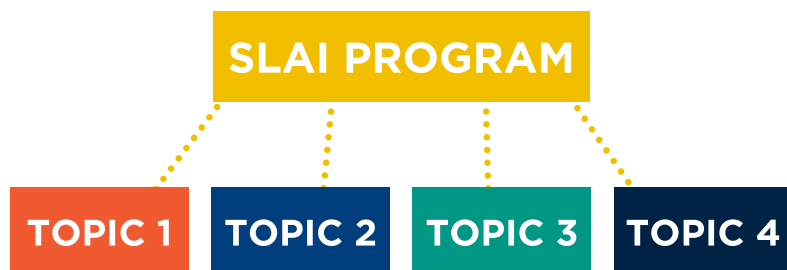 SLAI PROGRAM
TOPIC 1
TOPIC 2
TOPIC 3
TOPIC 4